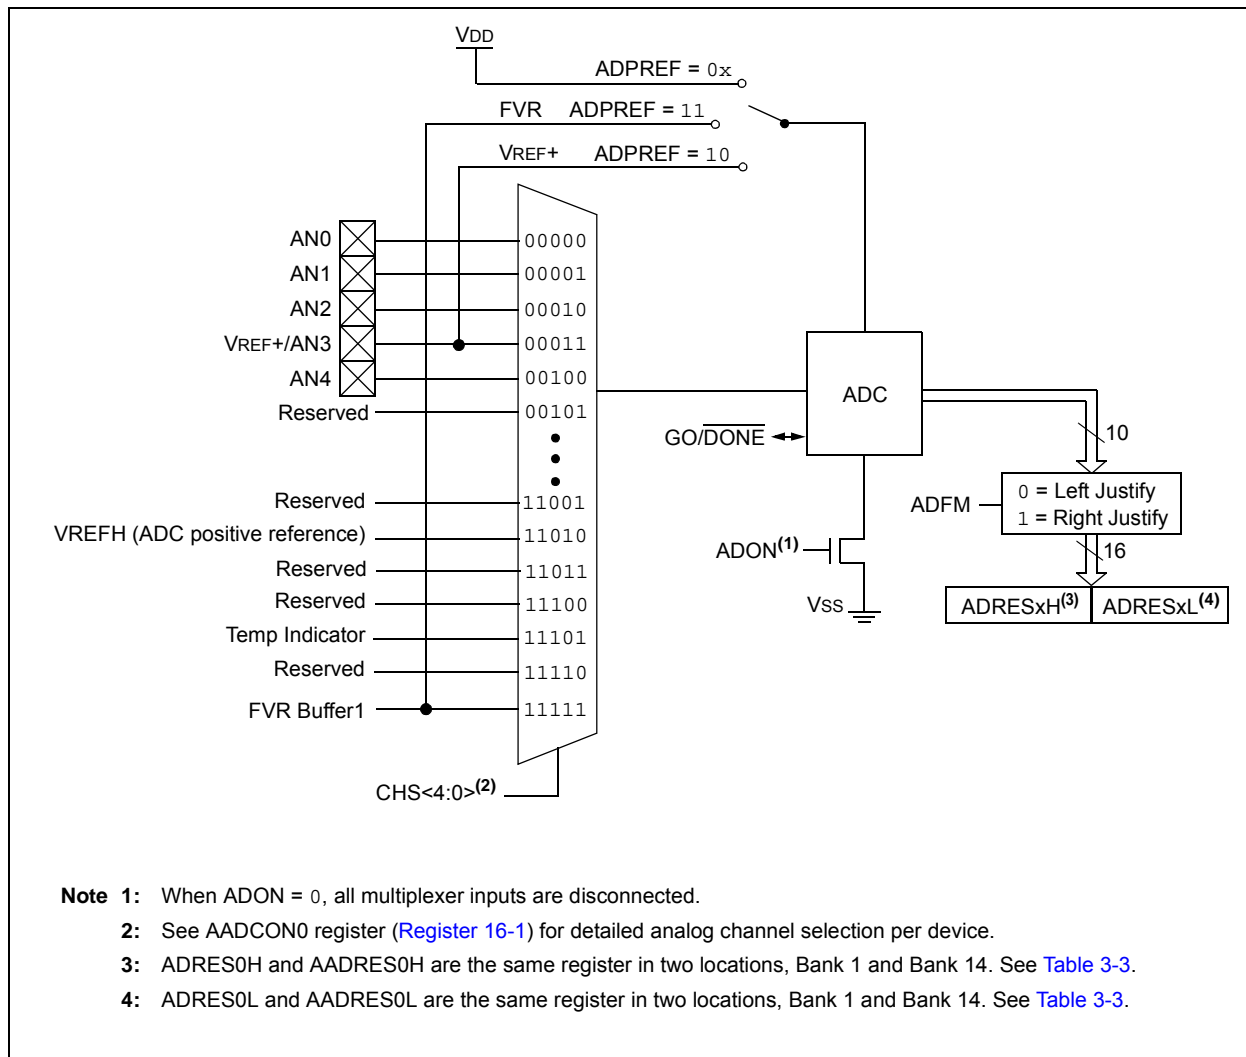 VDD
ADPREF = 0x
FVR ADPREF = 11
VREF+ ADPREF = 10
AN0 00000
AN1 00001
AN2 00010
VREF+/AN3 00011
AN4 00100
Reserved 00101
Reserved 11001
VREFH (ADC positive reference) 11010
Reserved 11011
Reserved 11100
Temp Indicator 11101
Reserved 11110
FVR Buffer1 11111
CHS<4:0>(2)
ADC
GO/DONE
10
ADFM
0 = Left Justify
1 = Right Justify
ADON(1)
16
VSS
ADRESxH(3) ADRESxL(4)
Note 1: When ADON = 0, all multiplexer inputs are disconnected.
2: See AADCON0 register (Register 16-1) for detailed analog channel selection per device.
3: ADRES0H and AADRES0H are the same register in two locations, Bank 1 and Bank 14. See Table 3-3.
4: ADRES0L and AADRES0L are the same register in two locations, Bank 1 and Bank 14. See Table 3-3.